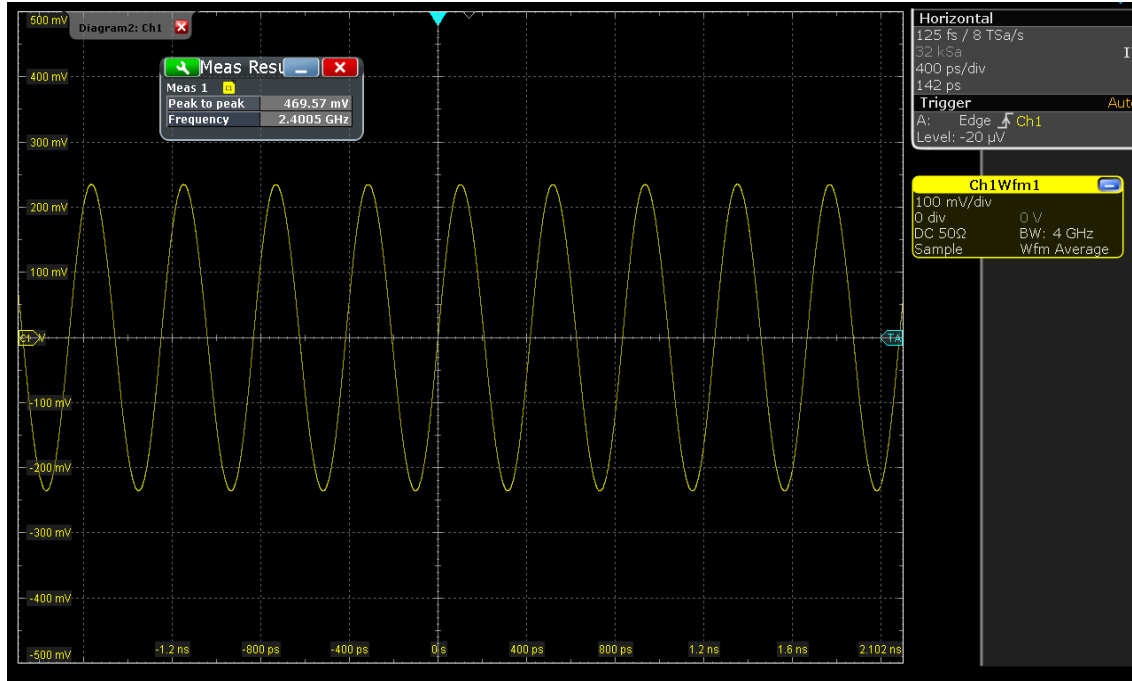 500 mV
Diagram2: Ch1
400 mV
300 mV
200 mV
100 mV
-100 mV
-200 mV
-300 mV
-400 mV
-500 mV
Meas 1 C1
Peak to peak 469.57 mV
Frequency 2.4005 GHz
C1
TA
-1.2 ns -800 ps -400 ps 0 s 400 ps 800 ps 1.2 ns 1.6 ns 2.102 ns
Horizontal
125 fs / 8 TSa/s
32 kSa
400 ps/div
142 ps
Trigger
A: Edge Ch1
Level: -20 µV
Ch1Wfm1
100 mV/div
0 div 0 V
DC 50Ω BW: 4 GHz
Sample Wfm Average